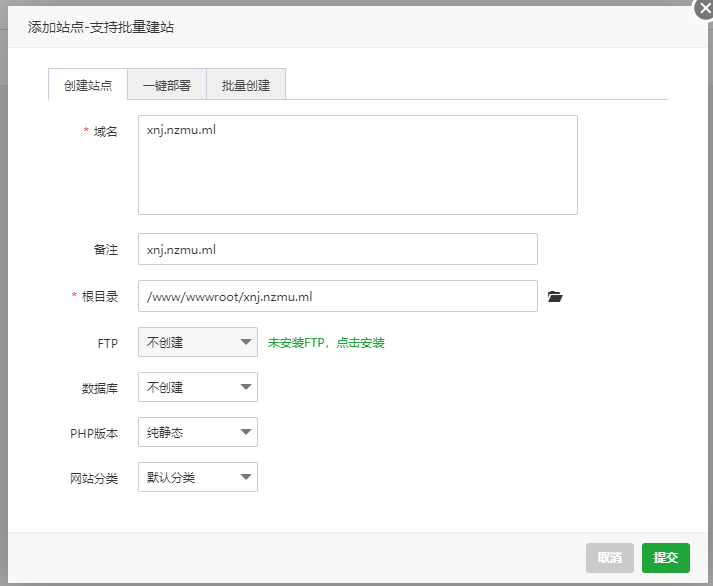 添加站点-支持批量建站
创建站点 一键部署 批量创建
* 域名 xnj.nzmu.ml
备注 xnj.nzmu.ml
* 根目录 /www/wwwroot/xnj.nzmu.ml
FTP 不创建 未安装FTP，点击安装
数据库 不创建
PHP版本 纯静态
网站分类 默认分类
取消 提交